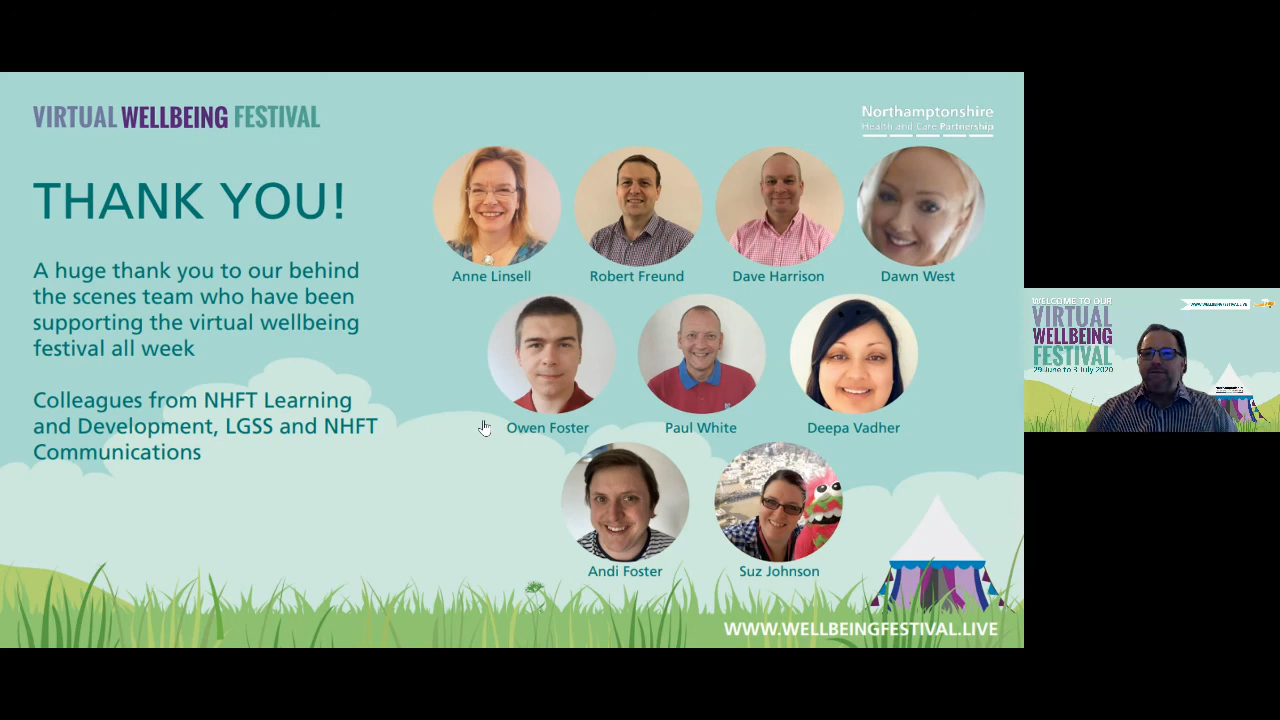 VIRTUAL WELLBEING FESTIVAL
Northamptonshire
Health and Care Partnership
THANK YOU!
A huge thank you to our behind
the scenes team who have been
supporting the virtual wellbeing
festival all week
Colleagues from NHFT Learning
and Development, LGSS and NHFT
Communications
Anne Linsell
Robert Freund
Dave Harrison
Dawn West
Owen Foster
Paul White
Deepa Vadher
Andi Foster
Suz Johnson
WWW.WELLBEINGFESTIVAL.LIVE
WELCOME TO OUR
VIRTUAL
WELLBEING
FESTIVAL
29 June to 3 July 2020
WWW.WELLBEINGFESTIVAL.LIVE